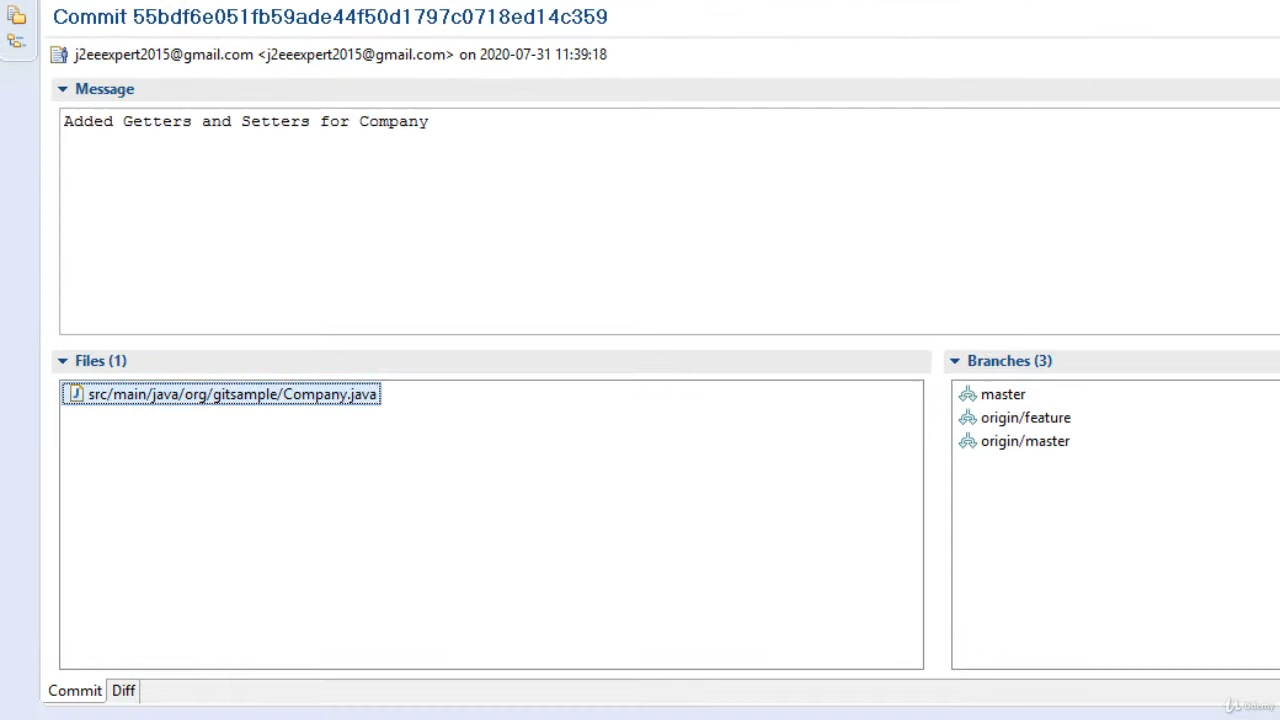 Commit 55bdf6e051fb59ade44f50d1797c0718ed14c359
j2eeexpert2015@gmail.com <j2eeexpert2015@gmail.com> on 2020-07-31 11:39:18
Message
Added Getters and Setters for Company
Files (1)
src/main/java/org/gitsample/Company.java
Branches (3)
master
origin/feature
origin/master
Commit
Diff
Udemy